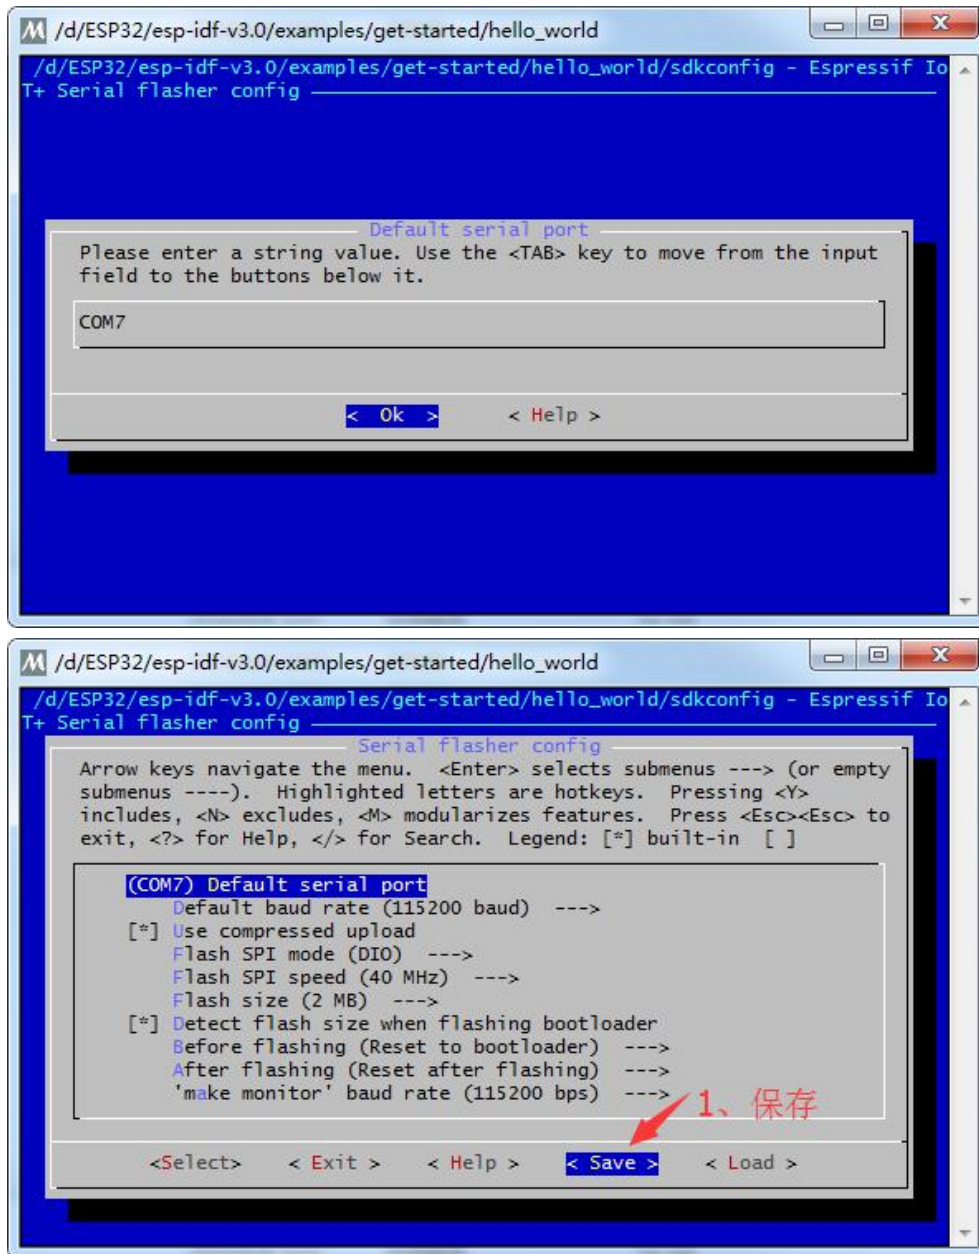 /d/ESP32/esp-idf-v3.0/examples/get-started/hello_world
/d/ESP32/esp-idf-v3.0/examples/get-started/hello_world/sdkconfig - Espressif Io
T+ Serial flasher config
Default serial port
Please enter a string value. Use the <TAB> key to move from the input
field to the buttons below it.
COM7
< Ok > < Help >
/d/ESP32/esp-idf-v3.0/examples/get-started/hello_world
/d/ESP32/esp-idf-v3.0/examples/get-started/hello_world/sdkconfig - Espressif Io
T+ Serial flasher config
Serial flasher config
Arrow keys navigate the menu. <Enter> selects submenus ---> (or empty
submenus ----). Highlighted letters are hotkeys. Pressing <Y>
includes, <N> excludes, <M> modularizes features. Press <Esc><Esc> to
exit, <?> for Help, </> for Search. Legend: [*] built-in [ ]
(COM7) Default serial port
Default baud rate (115200 baud) --->
[*] Use compressed upload
Flash SPI mode (DIO) --->
Flash SPI speed (40 MHz) --->
Flash size (2 MB) --->
[*] Detect flash size when flashing bootloader
Before flashing (Reset to bootloader) --->
After flashing (Reset after flashing) --->
'make monitor' baud rate (115200 bps) --->
1、保存
<Select> < Exit > < Help > < Save > < Load >